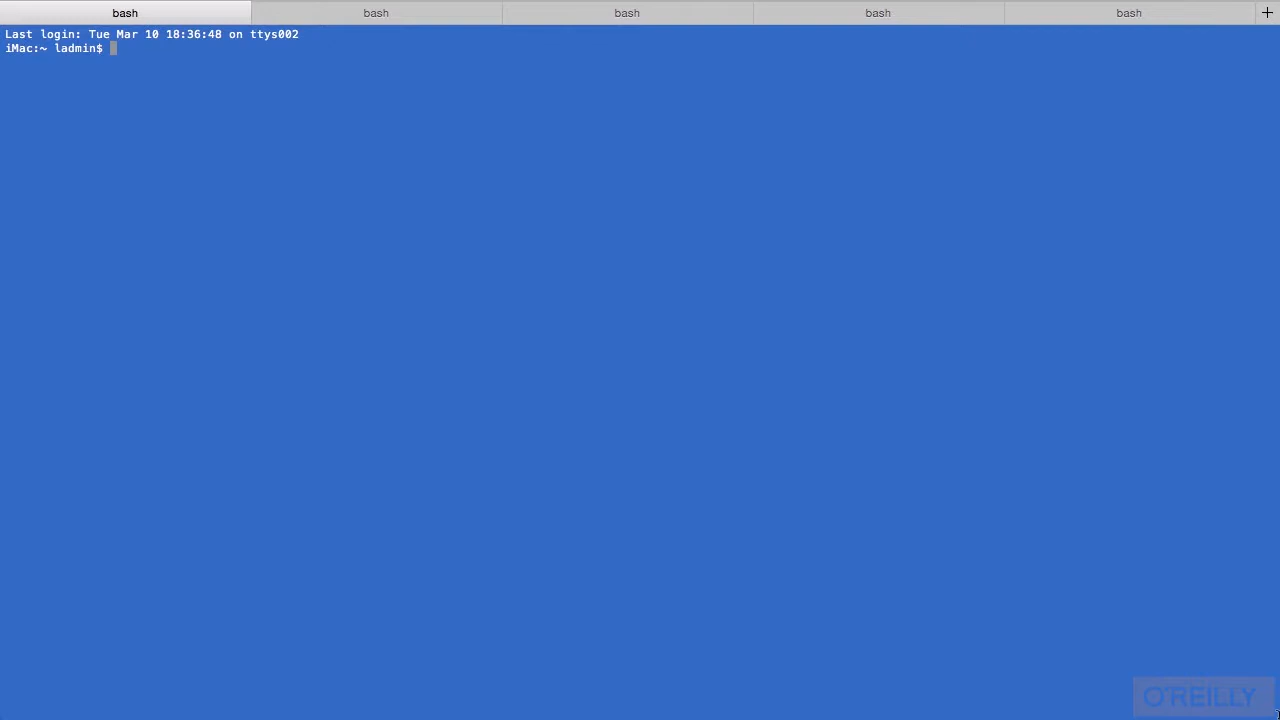 bash bash bash bash bash +
Last login: Tue Mar 10 18:36:48 on ttys002
iMac:~ ladmin$
O'REILLY